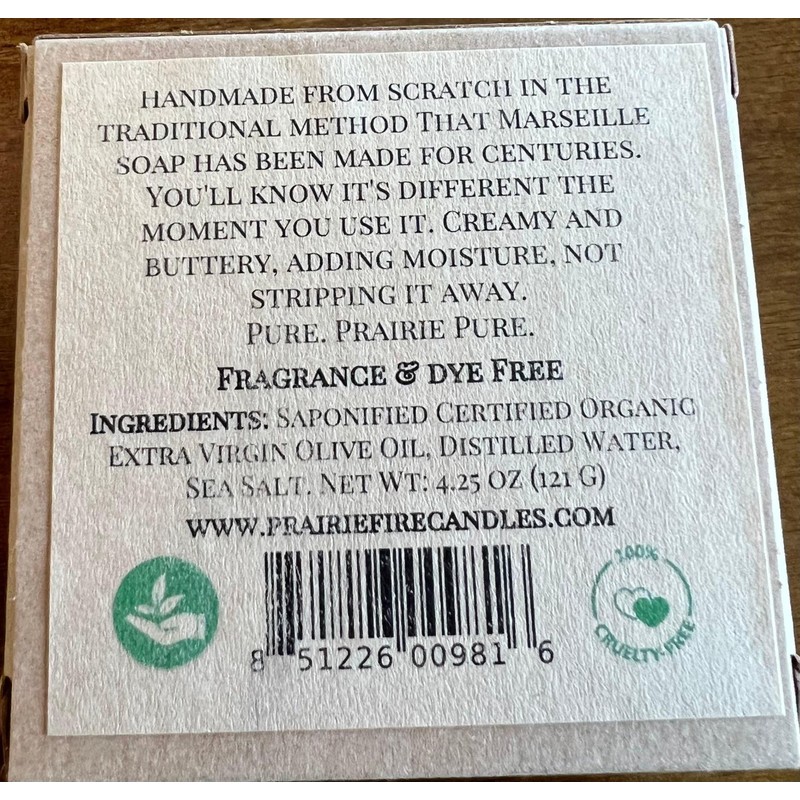 HANDMADE FROM SCRATCH IN THE
TRADITIONAL METHOD THAT MARSEILLE
SOAP HAS BEEN MADE FOR CENTURIES.
YOU'LL KNOW IT'S DIFFERENT THE
MOMENT YOU USE IT. CREAMY AND
BUTTERY, ADDING MOISTURE, NOT
STRIPPING IT AWAY.
PURE. PRAIRIE PURE.
FRAGRANCE & DYE FREE
INGREDIENTS: SAPONIFIED CERTIFIED ORGANIC
EXTRA VIRGIN OLIVE OIL, DISTILLED WATER,
SEA SALT. NET WT: 4.25 OZ (121 G)
WWW.PRAIRIEFIRECANDLES.COM
100%
CRUELTY-FREE
8 51226 00981 6